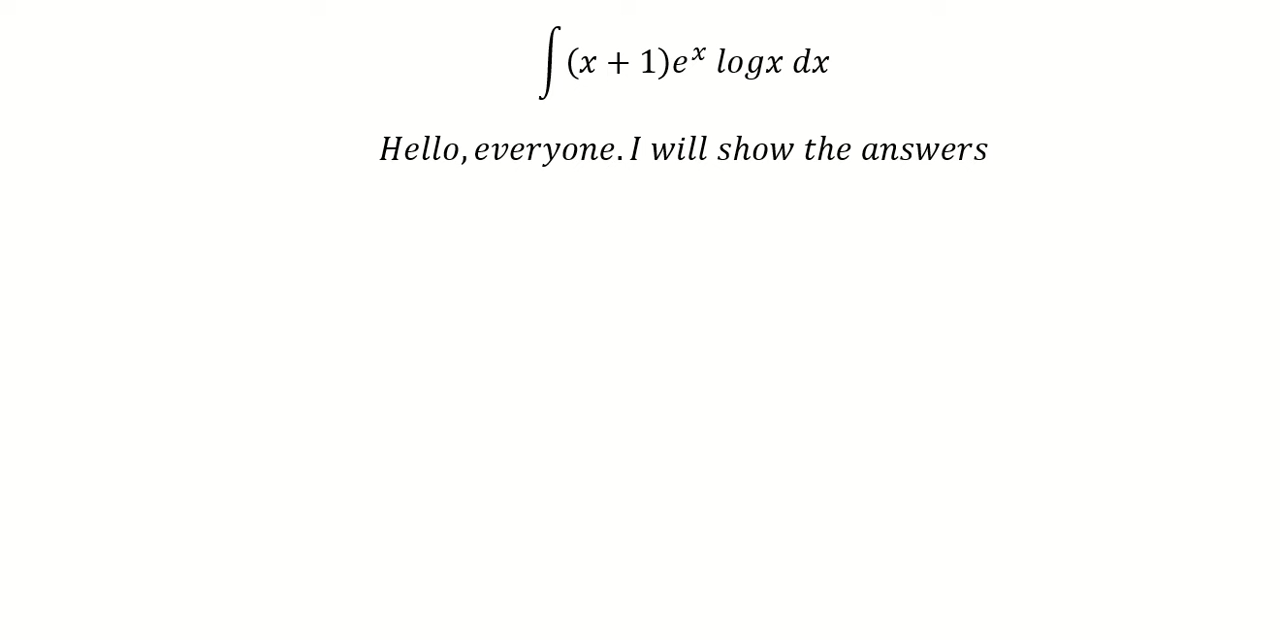 ∫(x + 1)eˣ logx dx
Hello, everyone. I will show the answers